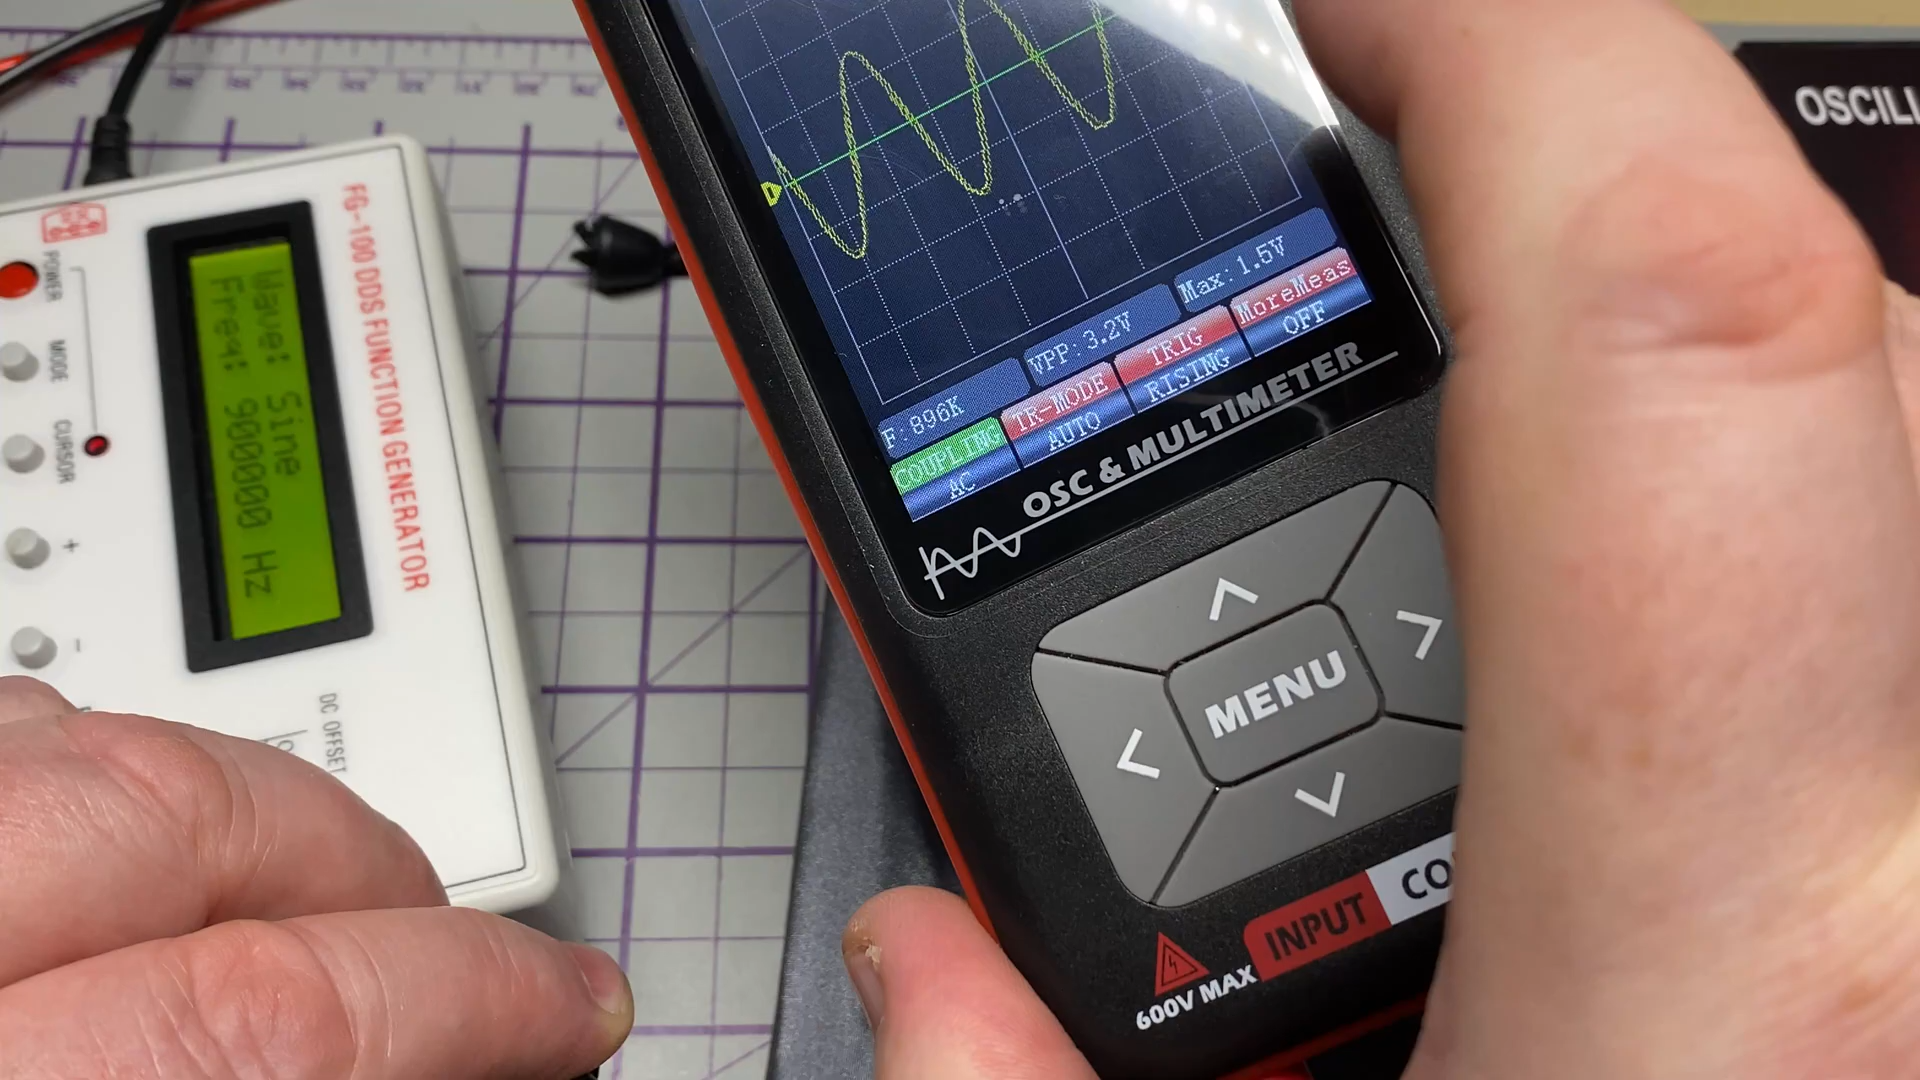 FG-100 DDS FUNCTION GENERATOR
Wave: Sine
Freq: 900000 Hz
POWER
MODE
CURSOR
+
-
DC OFFSET
F:896K
VPP:3.2V
Max:1.5V
COUPLING
AC
TR-MODE
AUTO
TRIG
RISING
MoreMeas
OFF
OSC & MULTIMETER
MENU
INPUT
CO
600V MAX
OSCILL